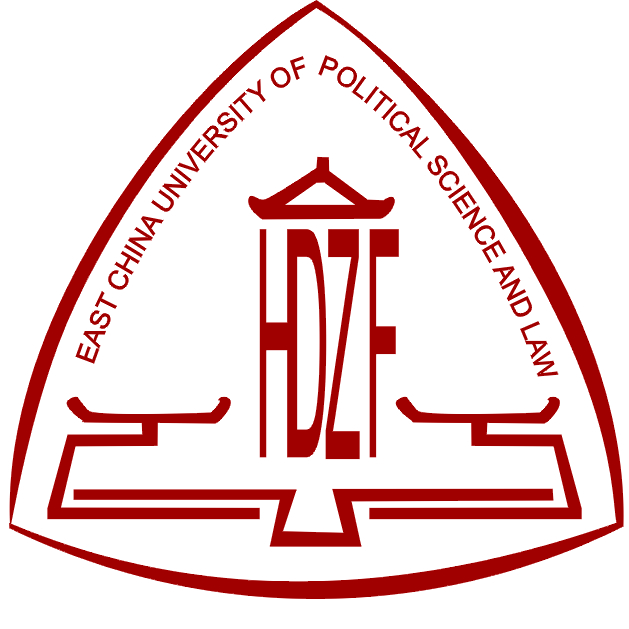 EAST CHINA UNIVERSITY OF POLITICAL SCIENCE AND LAW
HDZF